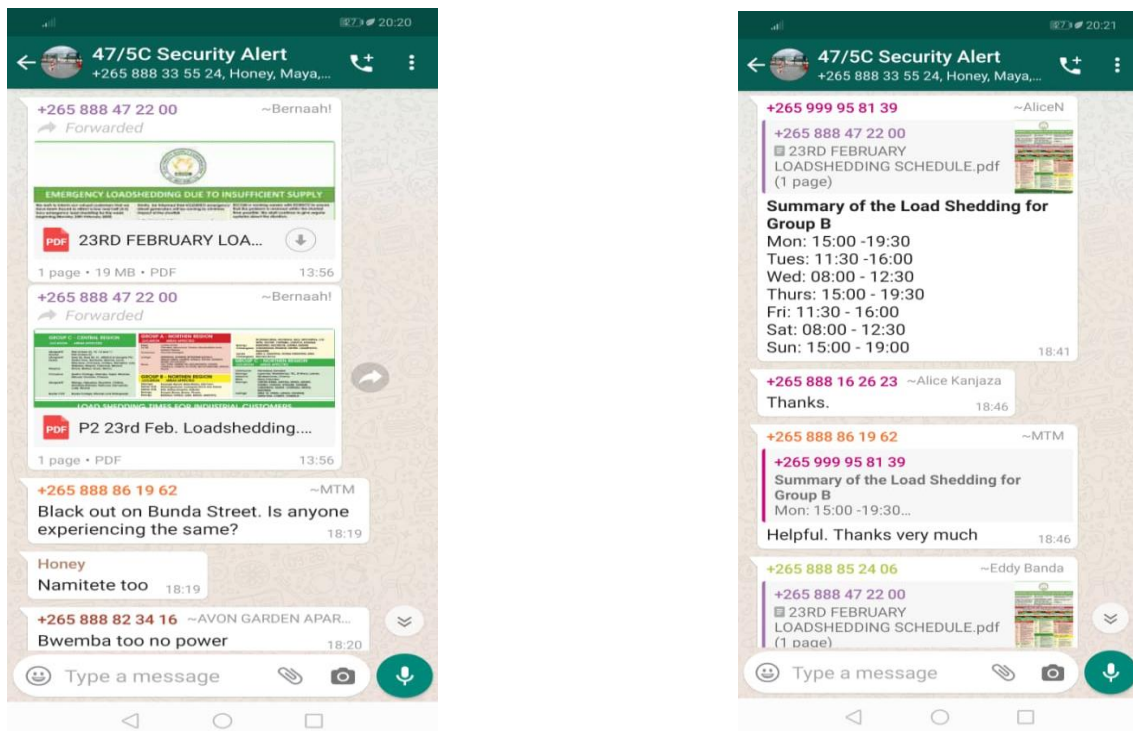 20:20
47/5C Security Alert
+265 888 33 55 24, Honey, Maya,...
+265 888 47 22 00 ~Bernaah!
Forwarded
EMERGENCY LOADSHEDDING DUE TO INSUFFICIENT SUPPLY
PDF 23RD FEBRUARY LOA...
1 page • 19 MB • PDF 13:56
+265 888 47 22 00 ~Bernaah!
Forwarded
GROUP C - CENTRAL REGION
GROUP A - NORTHERN REGION
GROUP B - NORTHERN REGION
LOAD SHEDDING TIMES FOR INDUSTRIAL CUSTOMERS
PDF P2 23rd Feb. Loadshedding....
1 page • PDF 13:56
+265 888 86 19 62 ~MTM
Black out on Bunda Street. Is anyone
experiencing the same? 18:19
Honey
Namitete too 18:19
+265 888 82 34 16 ~AVON GARDEN APAR...
Bwemba too no power 18:20
Type a message
20:21
47/5C Security Alert
+265 888 33 55 24, Honey, Maya,...
+265 999 95 81 39 ~AliceN
+265 888 47 22 00
23RD FEBRUARY
LOADSHEDDING SCHEDULE.pdf
(1 page)
Summary of the Load Shedding for
Group B
Mon: 15:00 -19:30
Tues: 11:30 -16:00
Wed: 08:00 - 12:30
Thurs: 15:00 - 19:30
Fri: 11:30 - 16:00
Sat: 08:00 - 12:30
Sun: 15:00 - 19:00 18:41
+265 888 16 26 23 ~Alice Kanjaza
Thanks. 18:46
+265 888 86 19 62 ~MTM
+265 999 95 81 39
Summary of the Load Shedding for
Group B
Mon: 15:00 -19:30...
Helpful. Thanks very much 18:46
+265 888 85 24 06 ~Eddy Banda
+265 888 47 22 00
23RD FEBRUARY
LOADSHEDDING SCHEDULE.pdf
(1 page)
Type a message